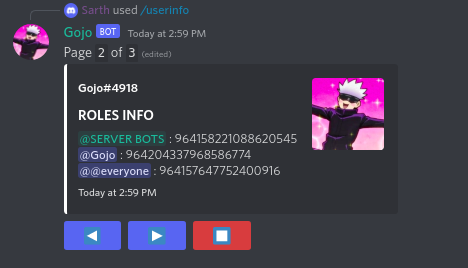 Sarth used /userinfo
Gojo BOT Today at 2:59 PM
Page 2 of 3 (edited)
Gojo#4918
ROLES INFO
@SERVER BOTS : 964158221088620545
@Gojo : 964204337968586774
@@everyone : 964157647752400916
Today at 2:59 PM